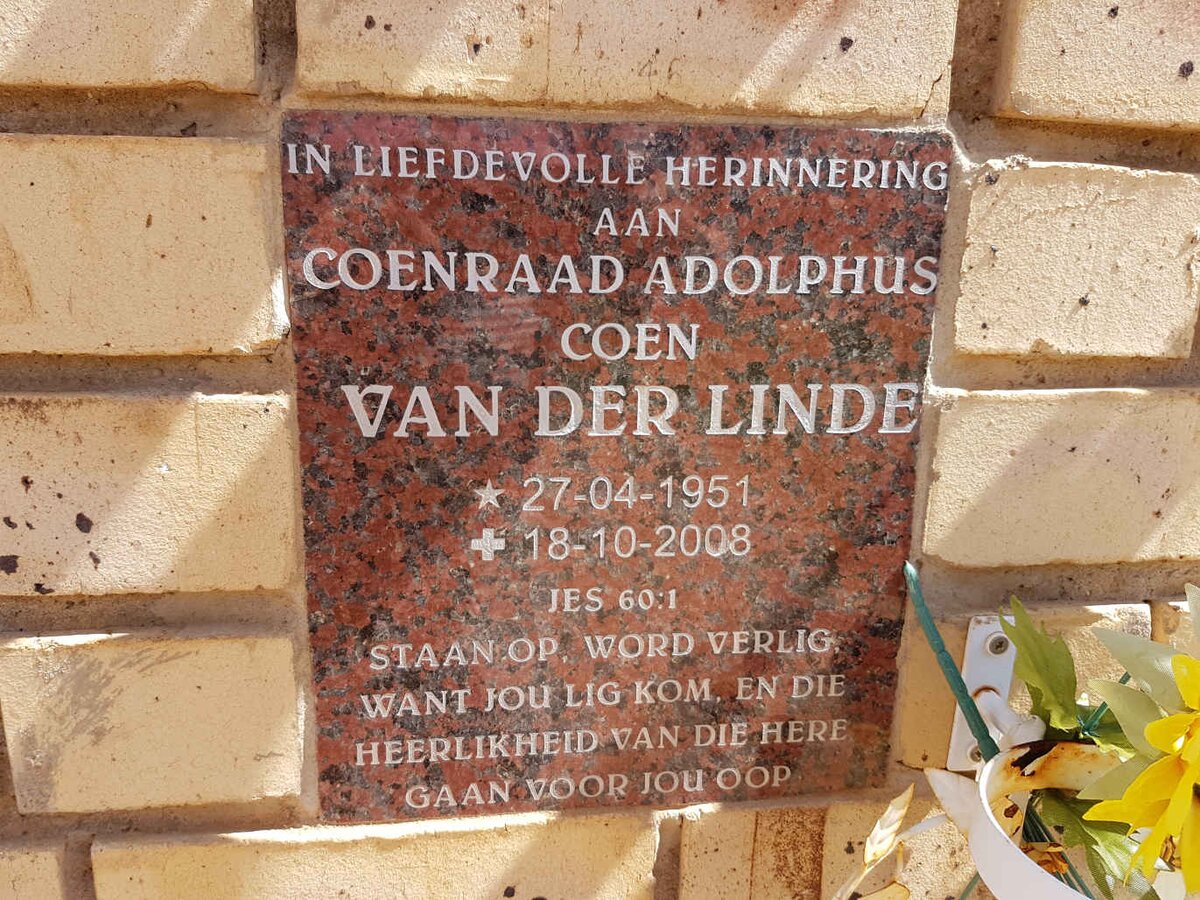 IN LIEFDEVOLLE HERINNERING
AAN
COENRAAD ADOLPHUS
COEN
VAN DER LINDE
★ 27-04-1951
✚ 18-10-2008
JES 60:1
STAAN OP, WORD VERLIG,
WANT JOU LIG KOM, EN DIE
HEERLIKHEID VAN DIE HERE
GAAN VOOR JOU OOP